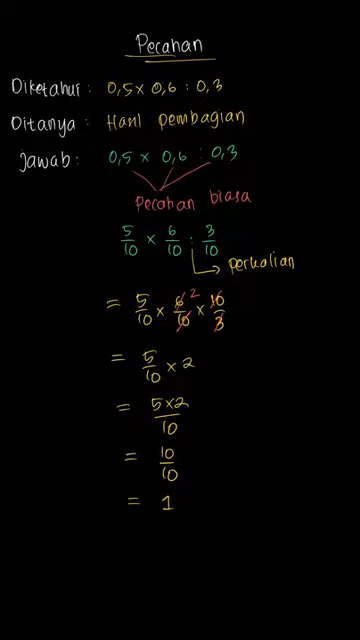 Pecahan
Diketahui : 0,5 x 0,6 : 0,3
Ditanya : Hasil pembagian
Jawab : 0,5 x 0,6 : 0,3
Pecahan biasa
5/10 x 6/10 : 3/10
perkalian
= 5/10 x 6/10 x 10/3 2
= 5/10 x 2
= 5x2/10
= 10/10
= 1